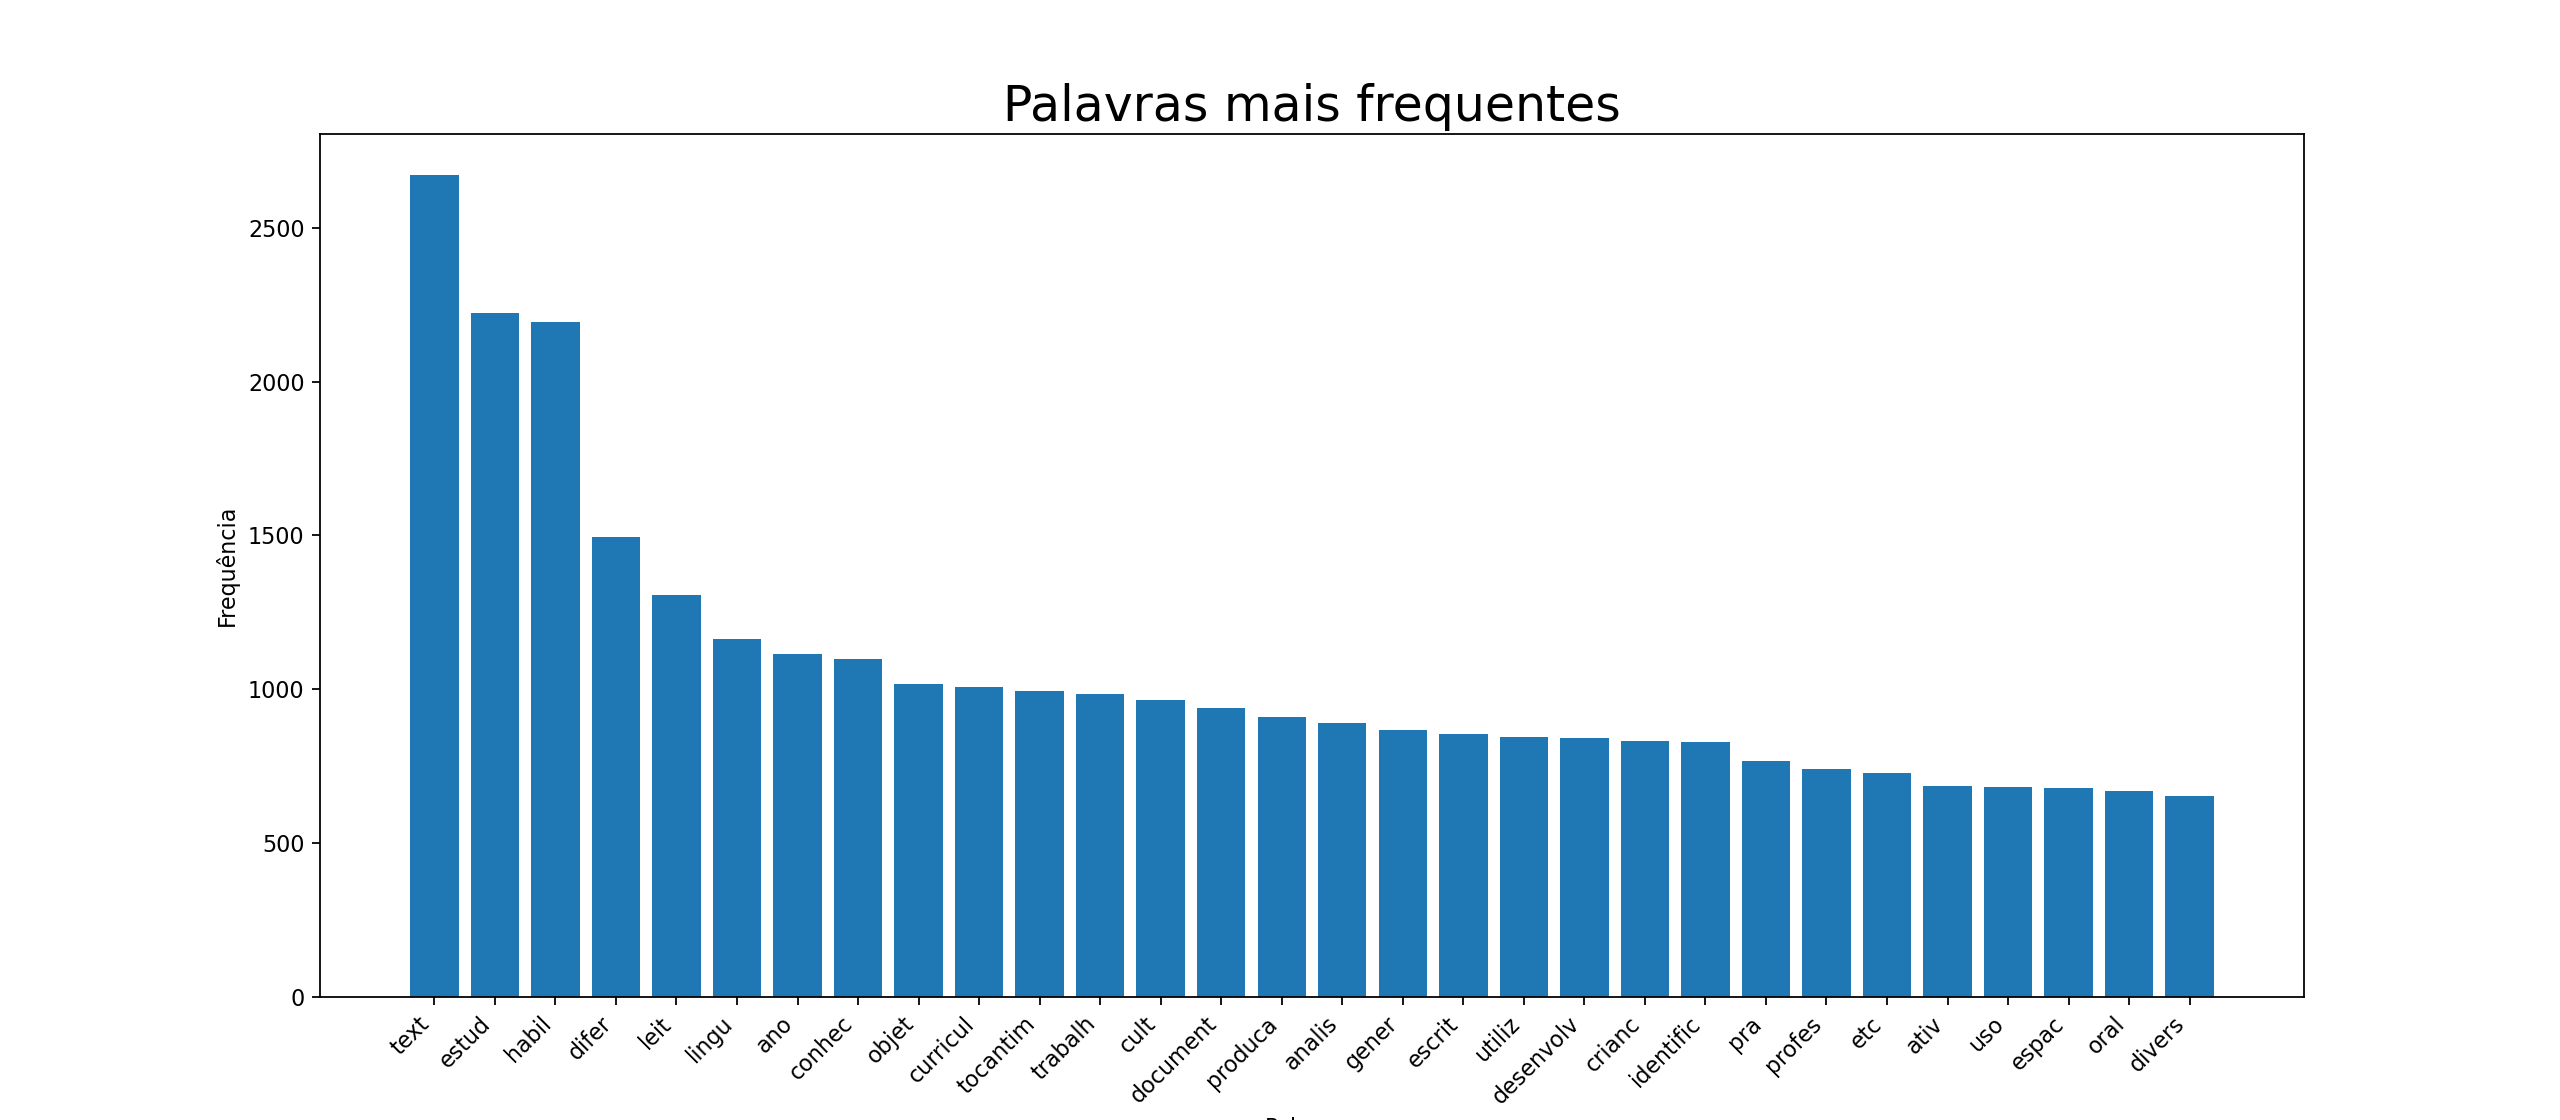 Palavras mais frequentes
Frequência
2500
2000
1500
1000
500
0
text estud habil difer leit lingu ano conhec objet curricul tocantim trabalh cult document produca analis gener escrit utiliz desenvolv crianc identific pra profes etc ativ uso espac oral divers